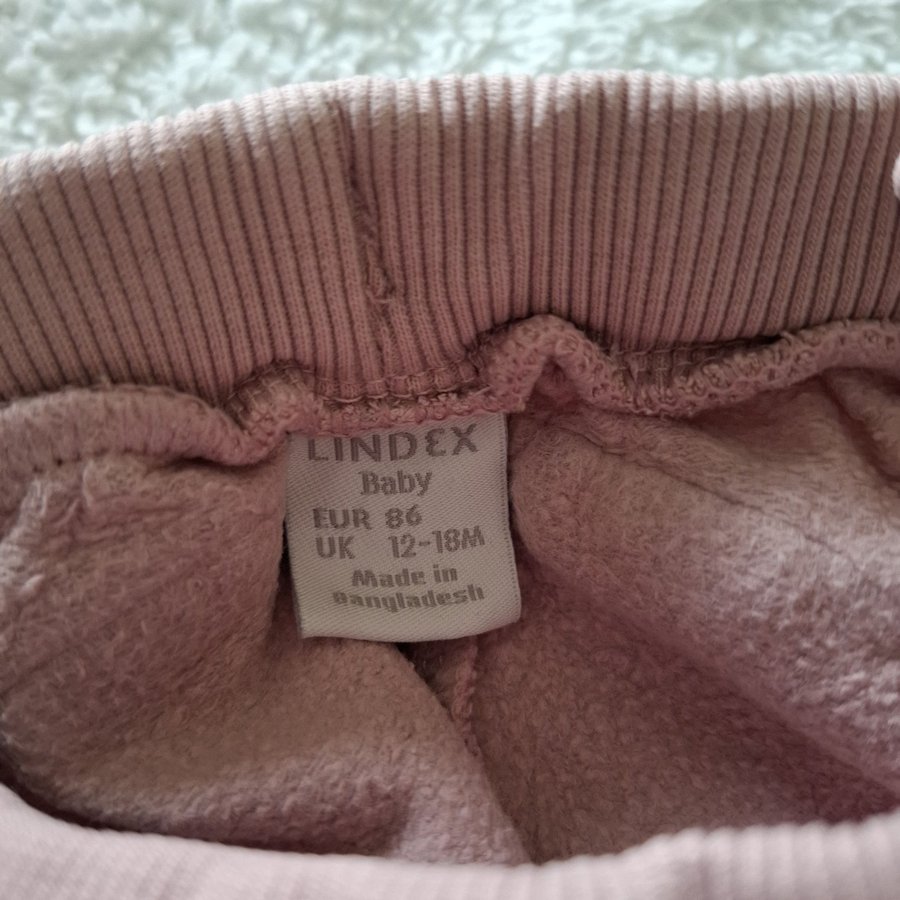 LINDEX
Baby
EUR 86
UK 12-18M
Made in
Bangladesh